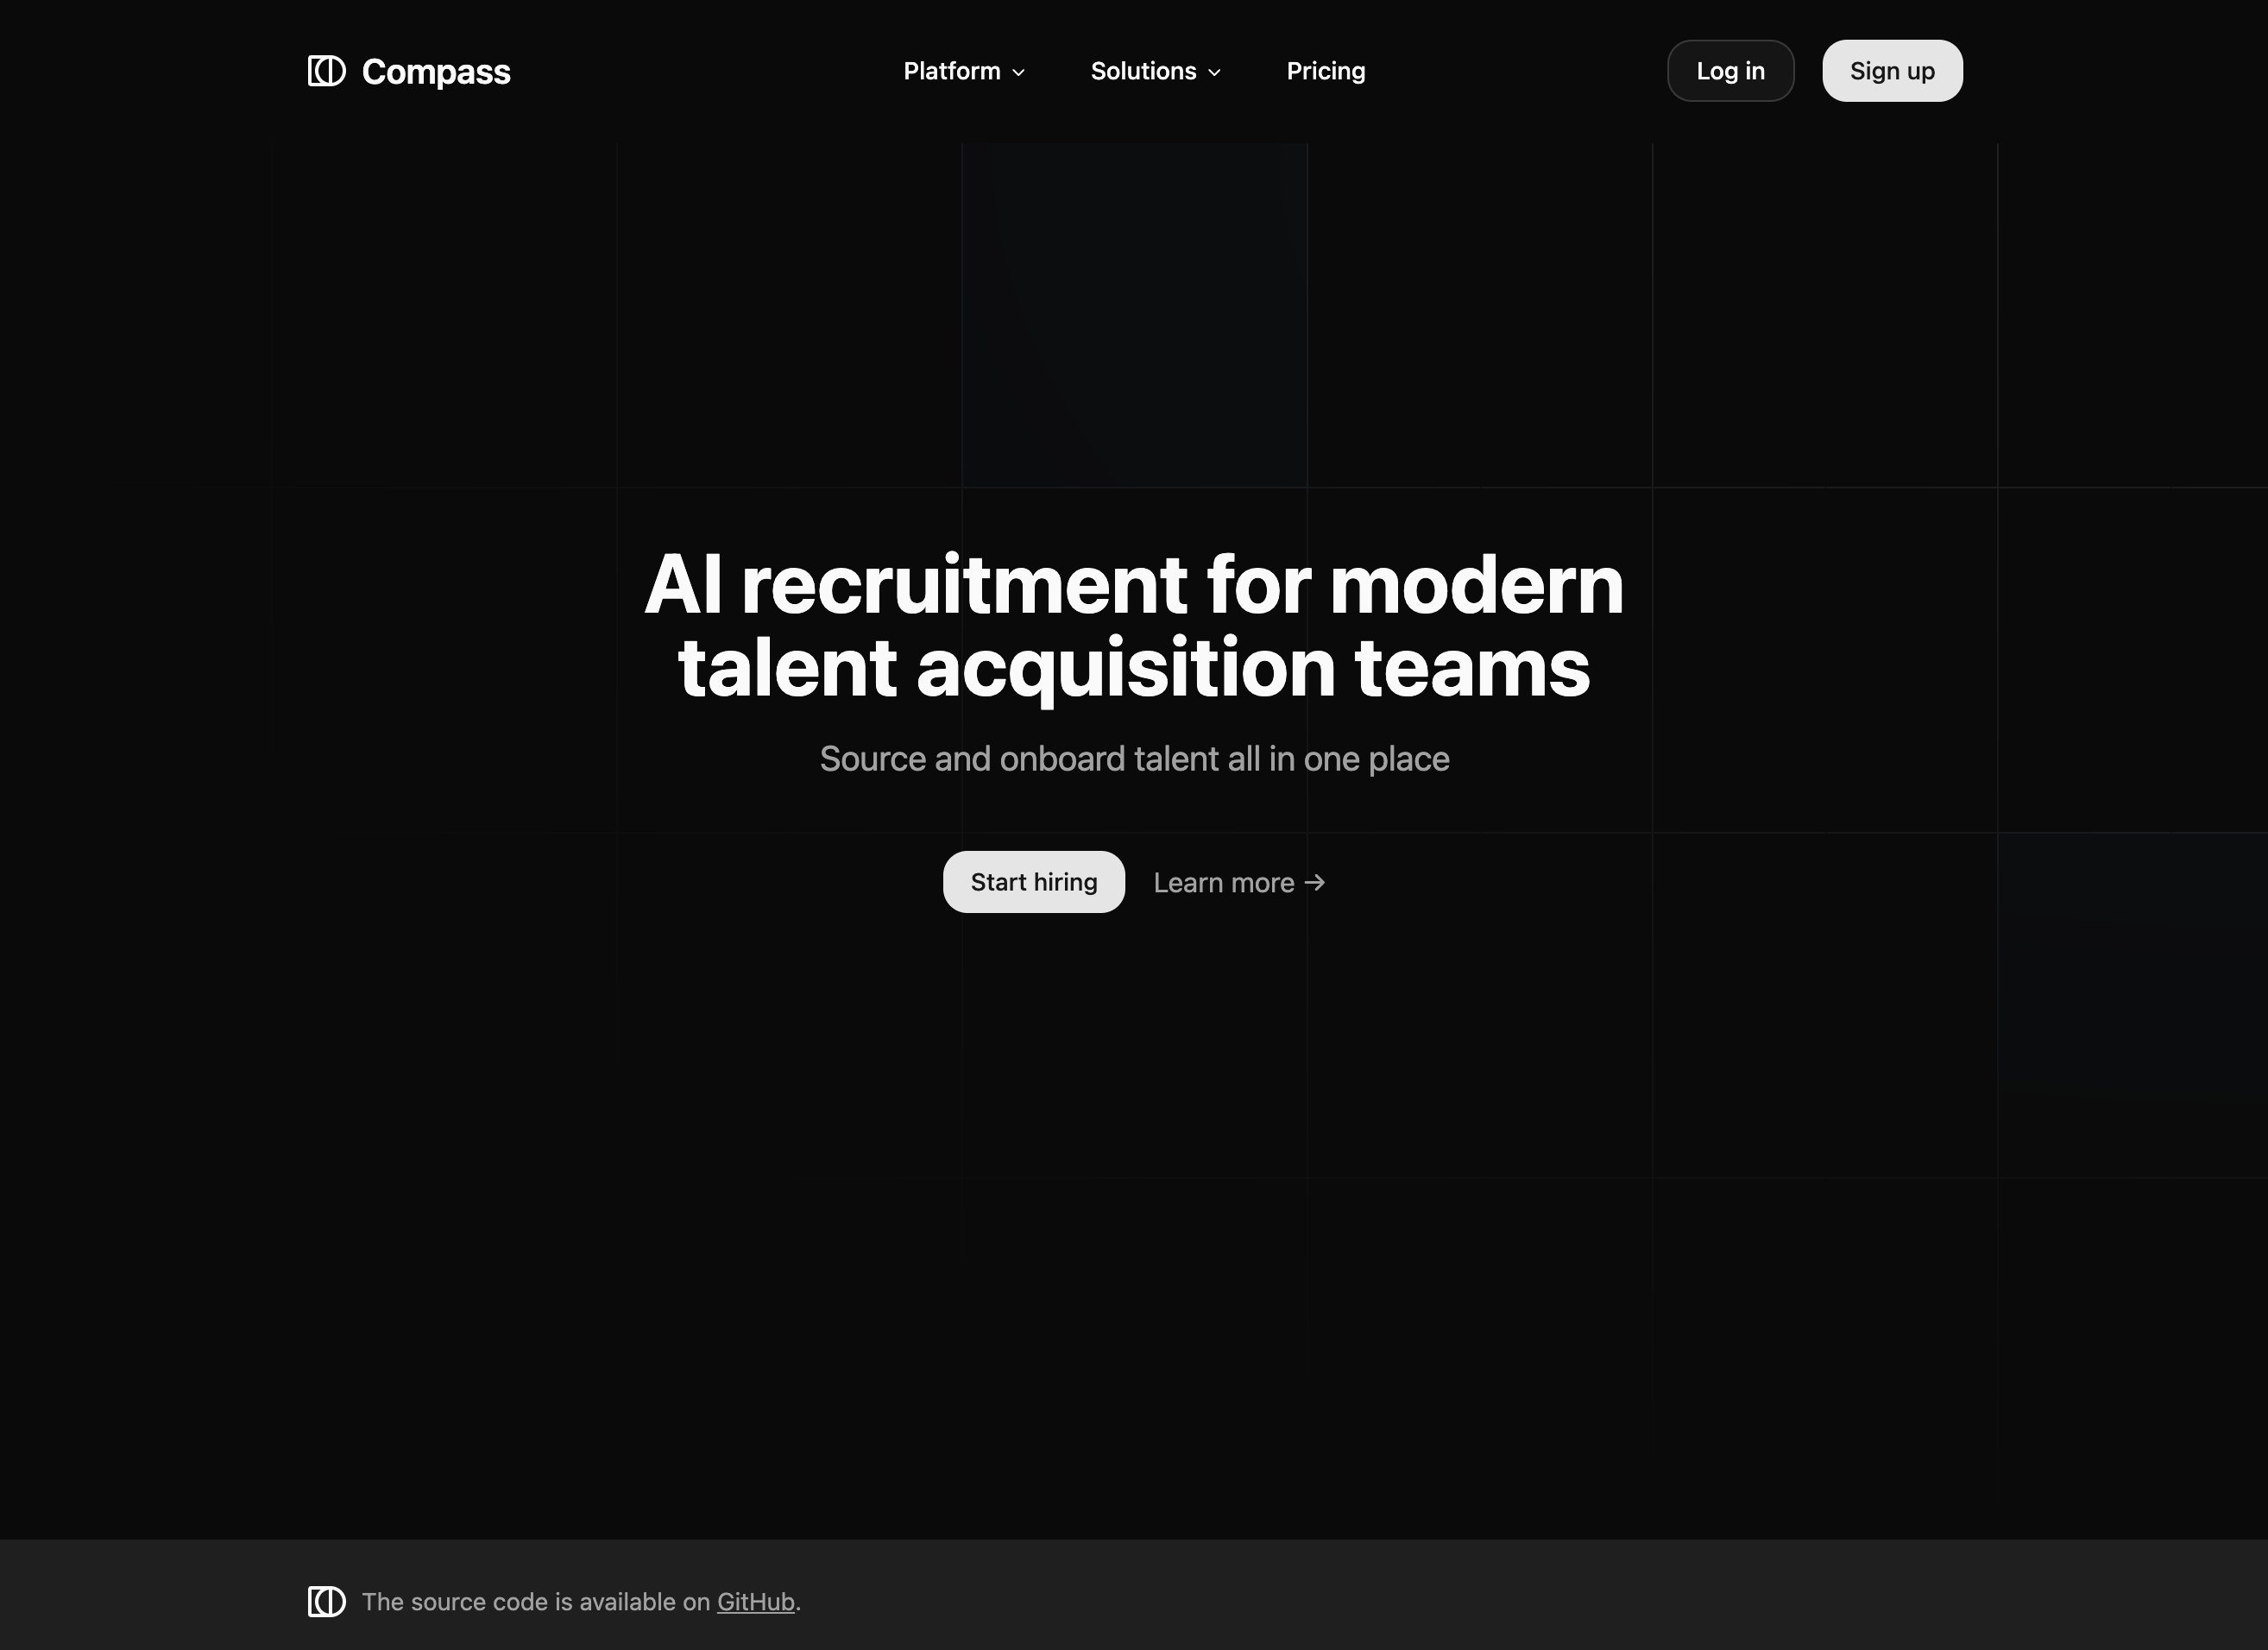 Compass
Platform
Solutions
Pricing
Log in
Sign up
AI recruitment for modern
talent acquisition teams
Source and onboard talent all in one place
Start hiring
Learn more →
The source code is available on GitHub.